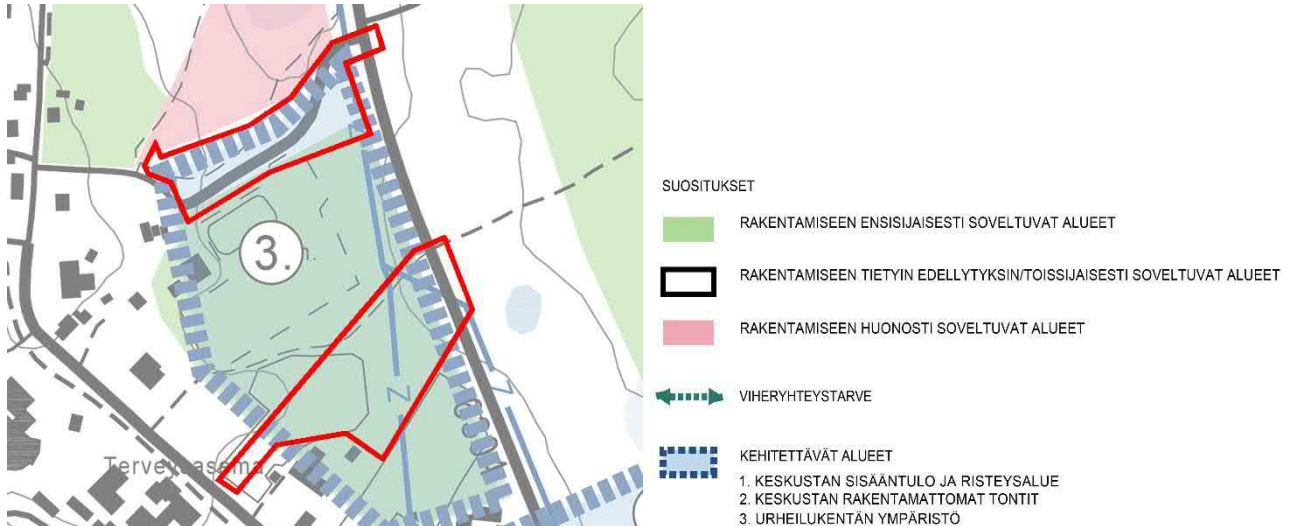 3.
n.
Terveysasema
Z
Z
SUOSITUKSET
RAKENTAMISEEN ENSISIJAISESTI SOVELTUVAT ALUEET
RAKENTAMISEEN TIETYIN EDELLYTYKSIN/TOISSIJAISESTI SOVELTUVAT ALUEET
RAKENTAMISEEN HUONOSTI SOVELTUVAT ALUEET
VIHERYHTEYSTARVE
KEHITETTÄVÄT ALUEET
1. KESKUSTAN SISÄÄNTULO JA RISTEYSALUE
2. KESKUSTAN RAKENTAMATTOMAT TONTIT
3. URHEILUKENTÄN YMPÄRISTÖ